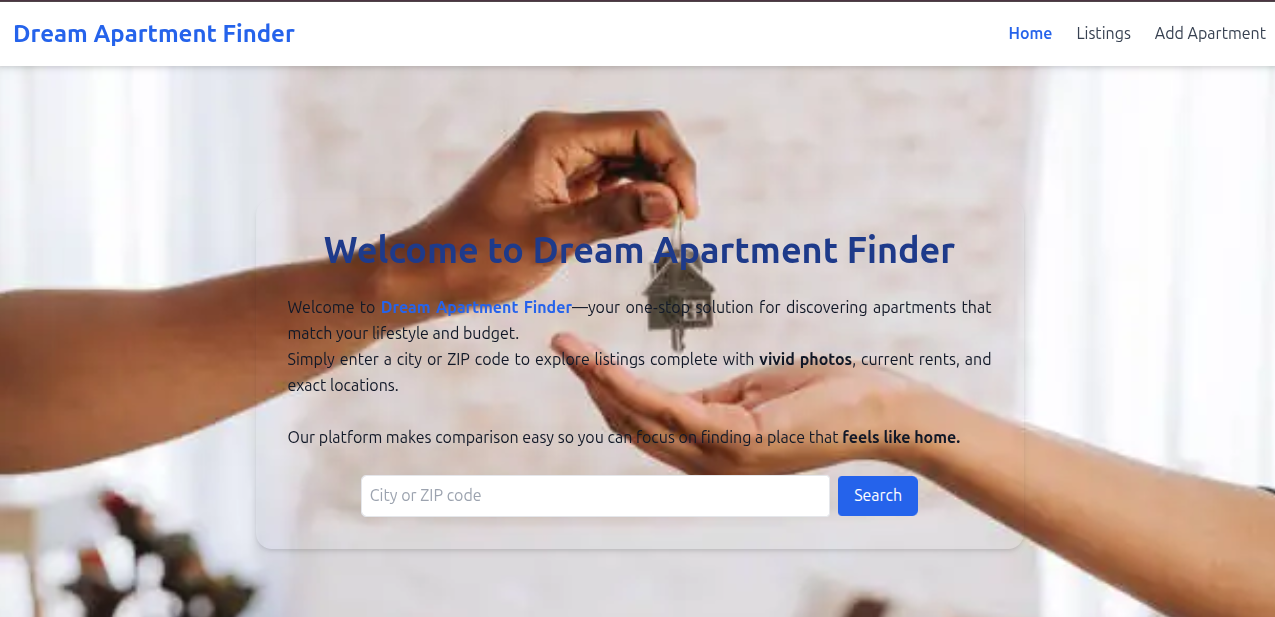 Dream Apartment Finder
Home Listings Add Apartment
Welcome to Dream Apartment Finder
Welcome to Dream Apartment Finder—your one-stop solution for discovering apartments that
match your lifestyle and budget.
Simply enter a city or ZIP code to explore listings complete with vivid photos, current rents, and
exact locations.
Our platform makes comparison easy so you can focus on finding a place that feels like home.
City or ZIP code
Search